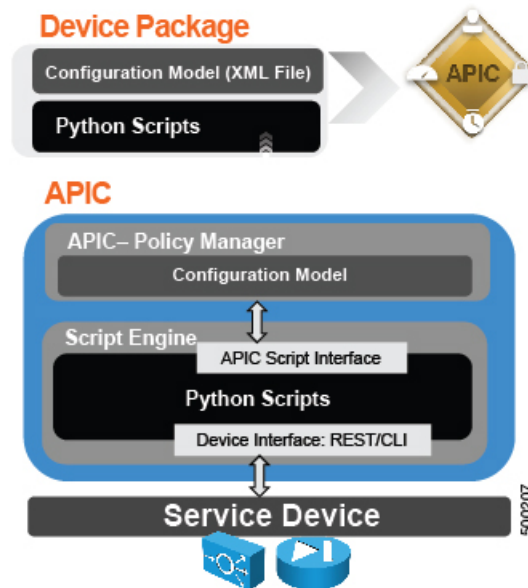 Device Package
Configuration Model (XML File)
Python Scripts
APIC
APIC
APIC– Policy Manager
Configuration Model
Script Engine
APIC Script Interface
Python Scripts
Device Interface: REST/CLI
Service Device
500207